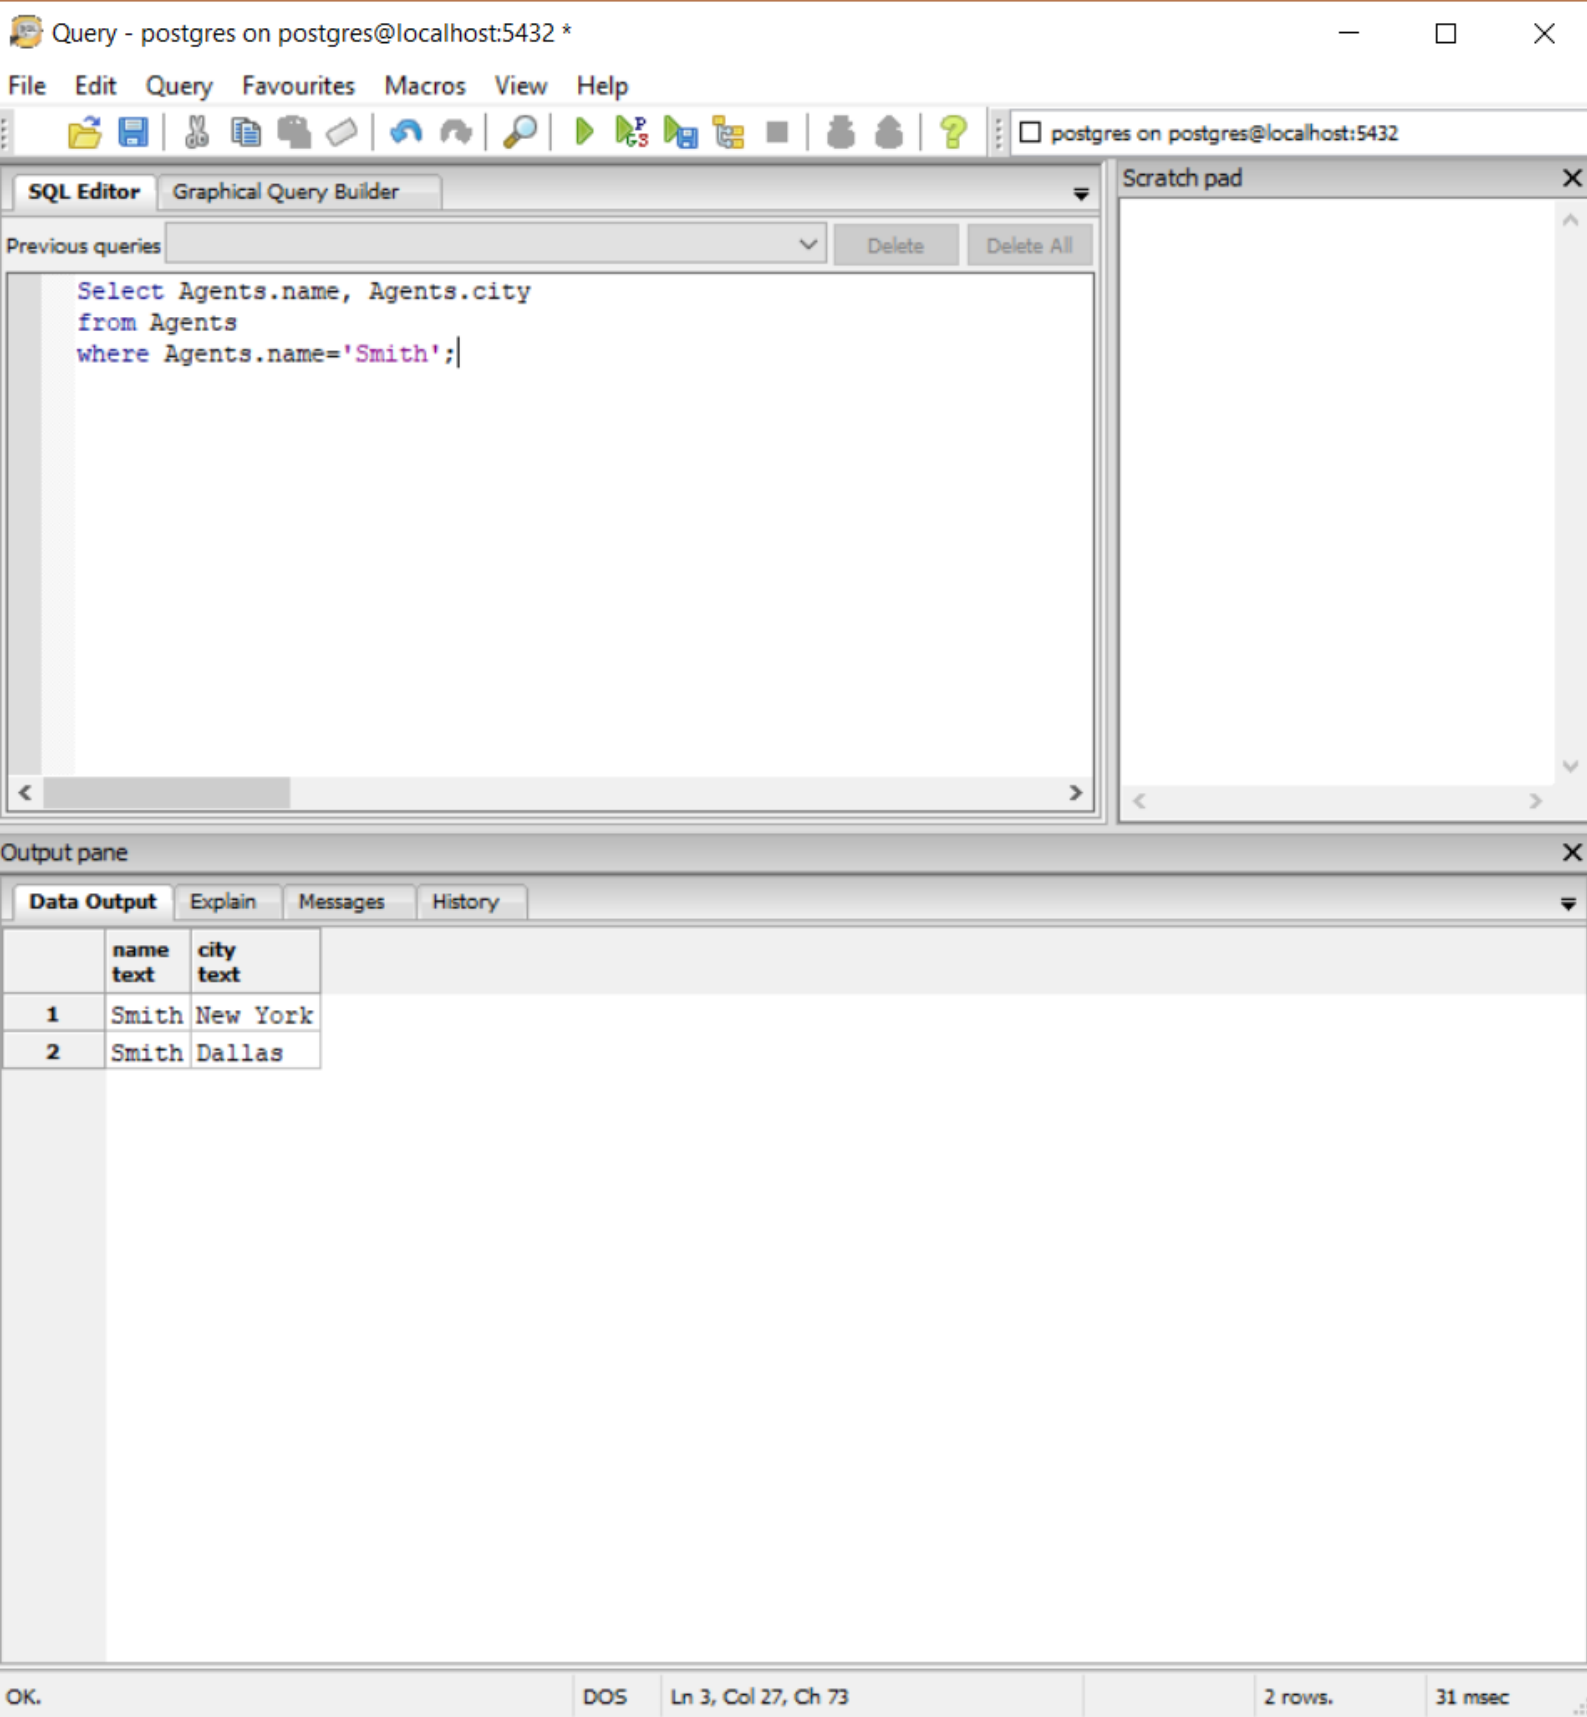 Query - postgres on postgres@localhost:5432 *
File Edit Query Favourites Macros View Help
postgres on postgres@localhost:5432
SQL Editor Graphical Query Builder
Scratch pad
Previous queries Delete Delete All
Select Agents.name, Agents.city
from Agents
where Agents.name='Smith';
Output pane
Data Output Explain Messages History
name city
text text
1 Smith New York
2 Smith Dallas
OK. DOS Ln 3, Col 27, Ch 73 2 rows. 31 msec